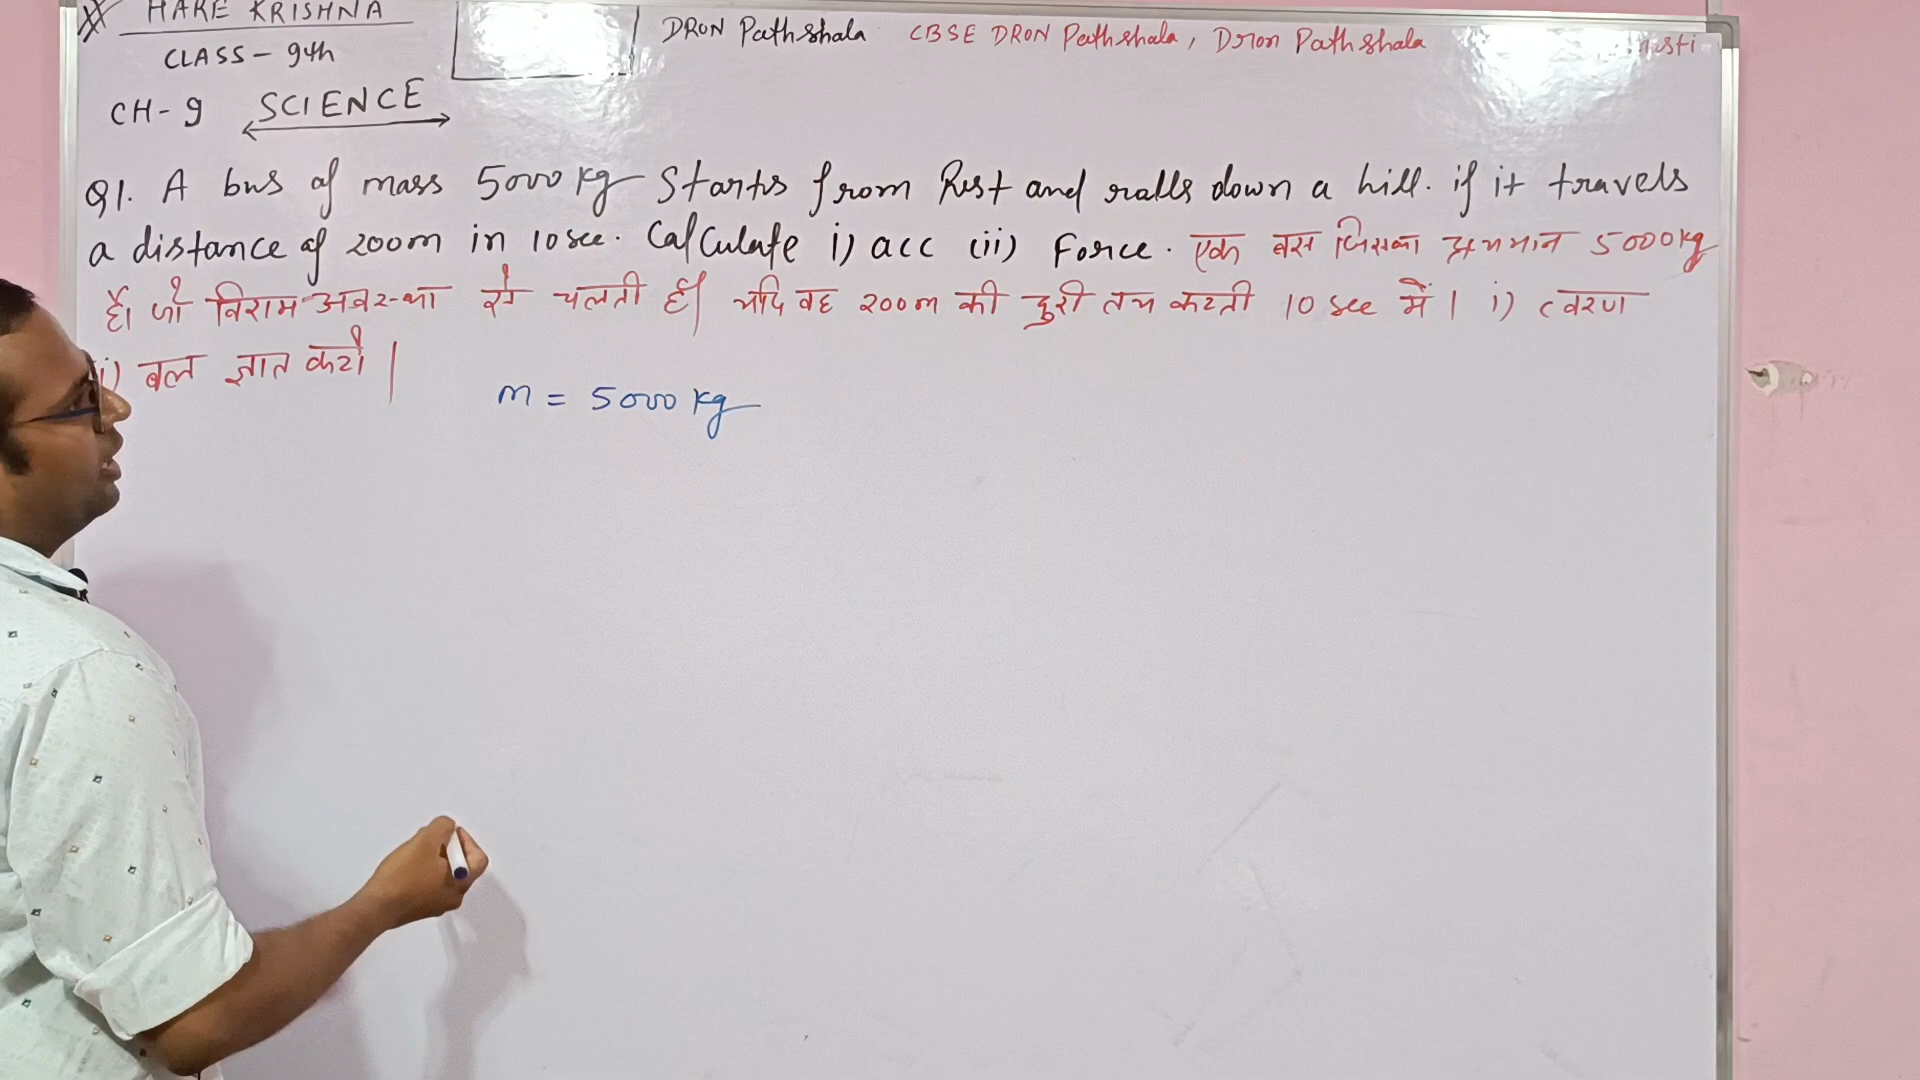 HARE KRISHNA
CLASS - 9th
DRON Pathshala CBSE DRON Pathshala, Dron Pathshala
CH-9 SCIENCE
Q1. A bus of mass 5000 kg Starts from Rest and rolls down a hill. if it travels
a distance of 200m in 10 sec. Calculate i) acc (ii) Force. एक बस जिसका द्रव्यमान 5000 kg
है। जो विराम अवस्था से चलती है। यदि वह 200m की दुरी तय करती 10 sec में। i) त्वरण
i) बल ज्ञात करो।
m = 5000 kg